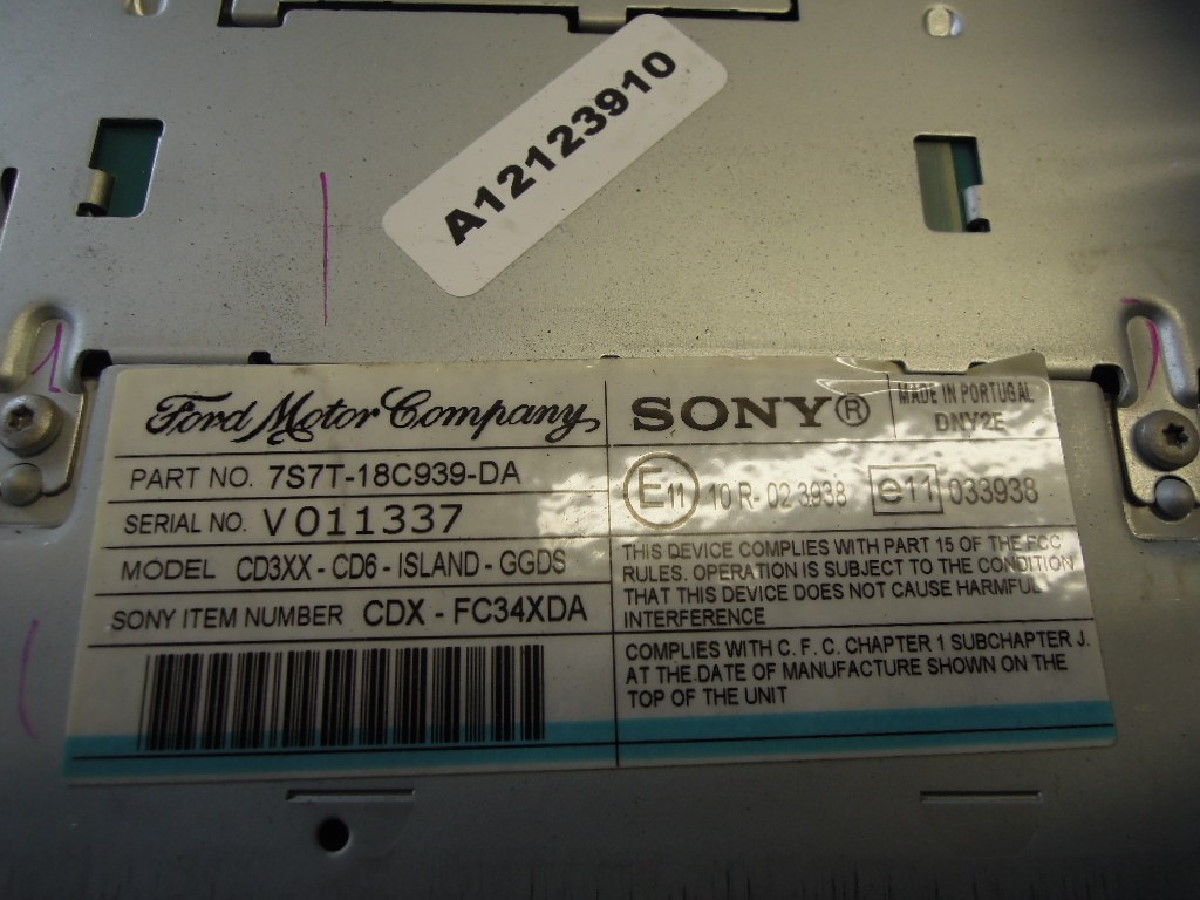 A12123910
Ford Motor Company
PART NO. 7S7T-18C939-DA
SERIAL NO. V011337
MODEL CD3XX - CD6 - ISLAND - GGDS
SONY ITEM NUMBER CDX - FC34XDA
SONY®
MADE IN PORTUGAL
DNY2E
E11 10 R- 02 3938 e11 033938
THIS DEVICE COMPLIES WITH PART 15 OF THE FCC
RULES. OPERATION IS SUBJECT TO THE CONDITION
THAT THIS DEVICE DOES NOT CAUSE HARMFUL
INTERFERENCE
COMPLIES WITH C. F. C. CHAPTER 1 SUBCHAPTER J.
AT THE DATE OF MANUFACTURE SHOWN ON THE
TOP OF THE UNIT